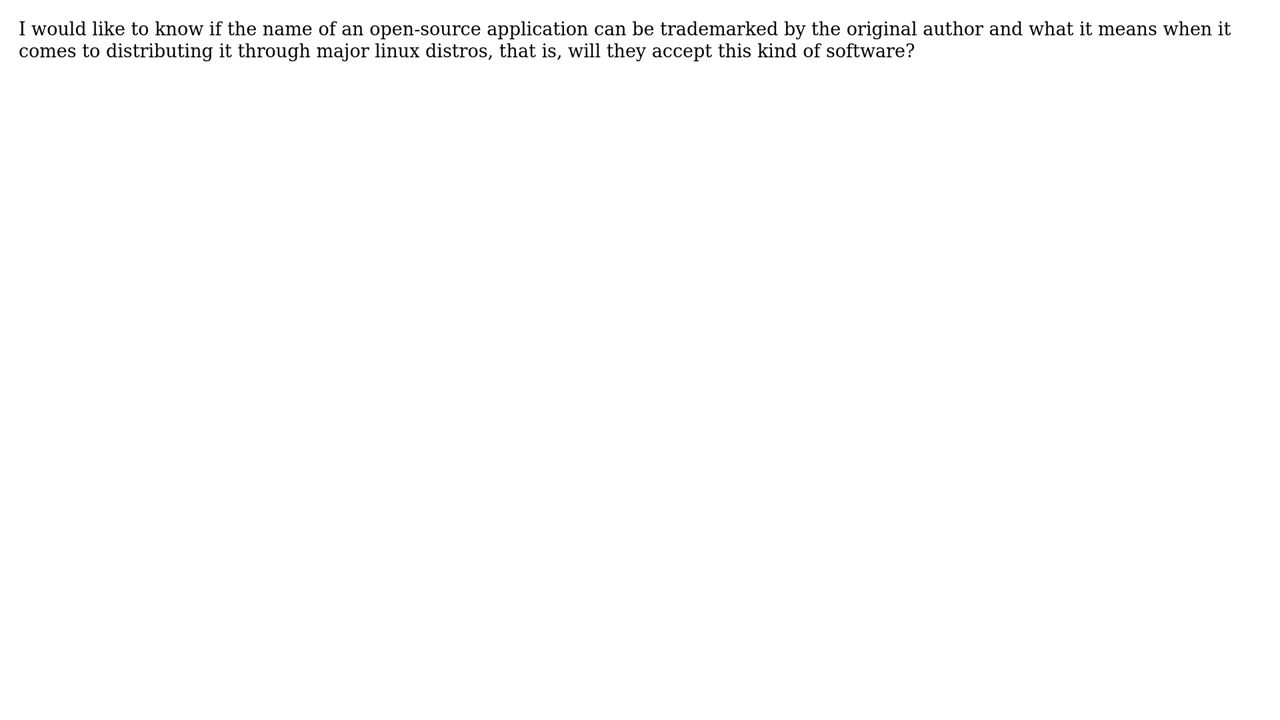 I would like to know if the name of an open-source application can be trademarked by the original author and what it means when it
comes to distributing it through major linux distros, that is, will they accept this kind of software?